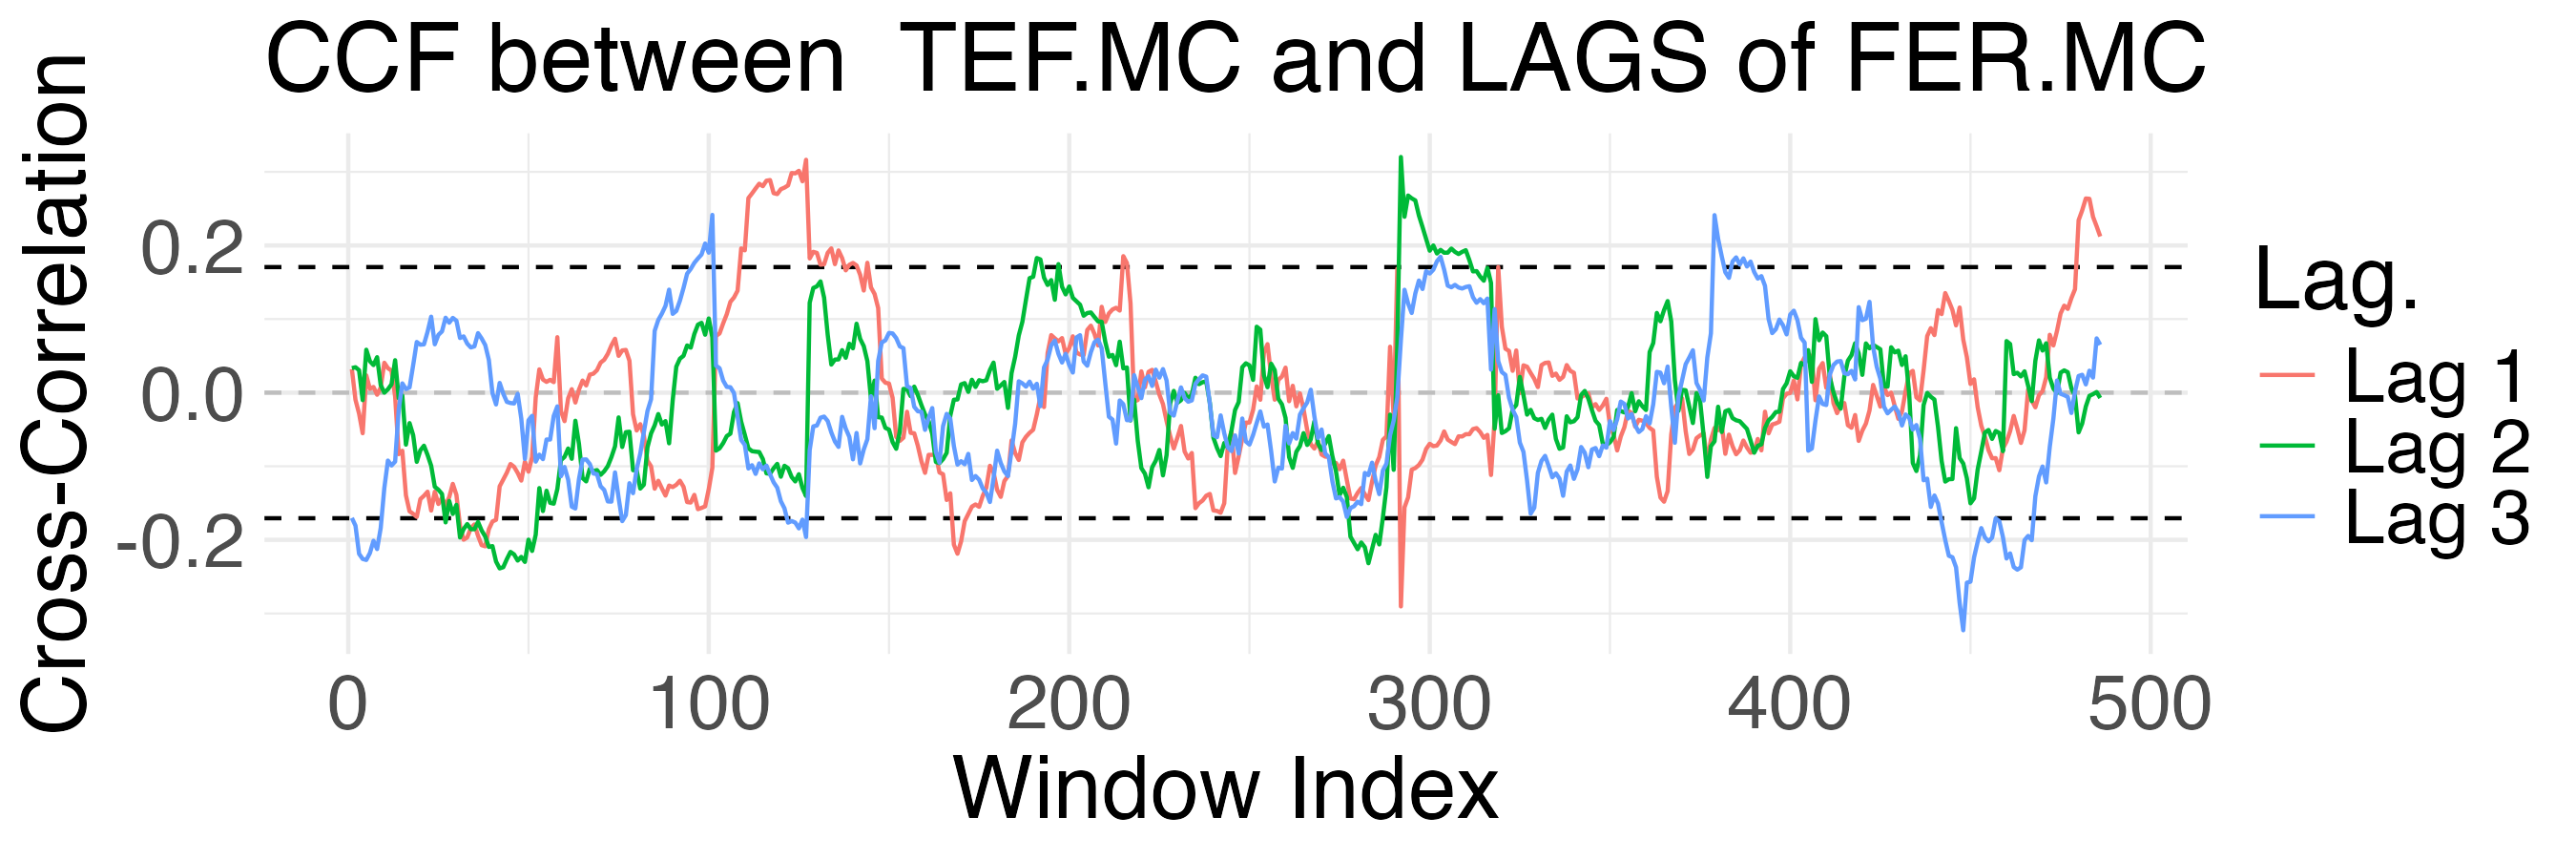 CCF between  TEF.MC and LAGS of FER.MC
Cross-Correlation
0.2
0.0
-0.2
0 100 200 300 400 500
Window Index
Lag.
Lag 1
Lag 2
Lag 3